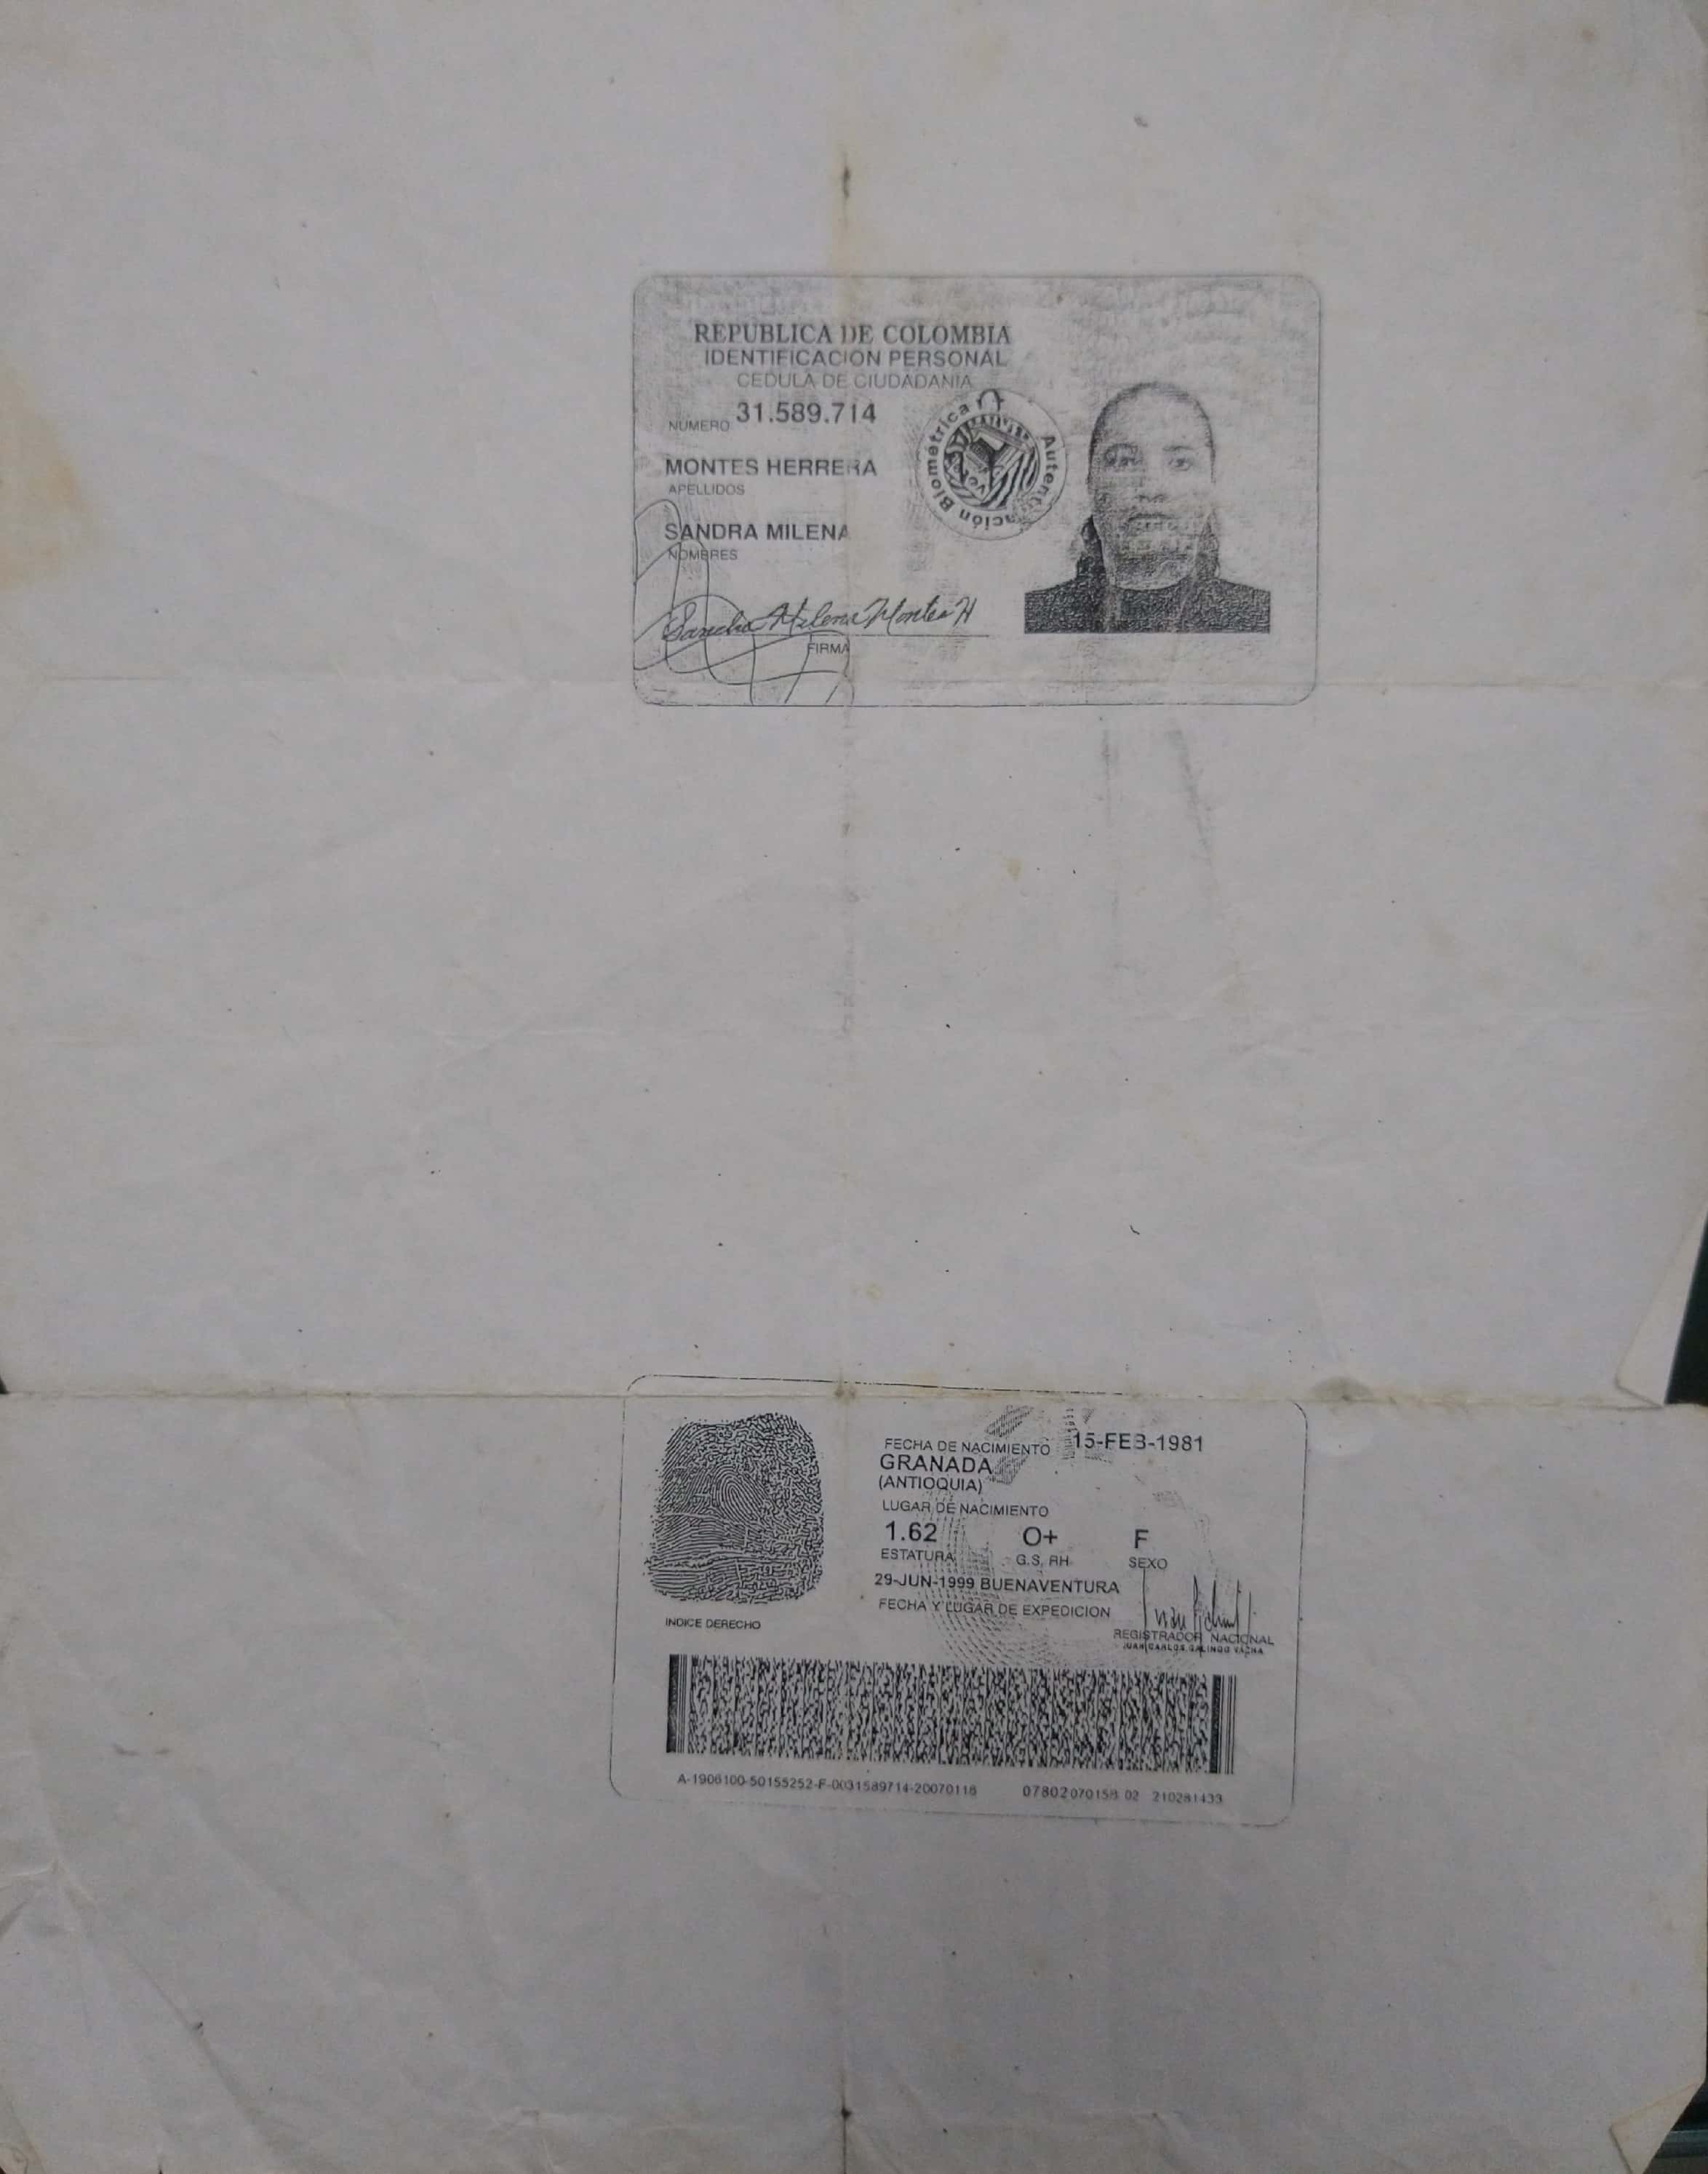 REPUBLICA DE COLOMBIA
IDENTIFICACION PERSONAL
CEDULA DE CIUDADANIA
NUMERO 31.589.714
MONTES HERRERA
APELLIDOS
SANDRA MILENA
NOMBRES
Sandra Milena Montes H
FIRMA
Autenticación Biométrica
FECHA DE NACIMIENTO 15-FEB-1981
GRANADA
(ANTIOQUIA)
LUGAR DE NACIMIENTO
1.62 O+ F
ESTATURA G.S. RH SEXO
29-JUN-1999 BUENAVENTURA
FECHA Y LUGAR DE EXPEDICION
INDICE DERECHO
REGISTRADOR NACIONAL
JUAN CARLOS GALINDO VACHA
A-1906100-50155252-F-0031589714-20070116 0780207015B 02 210281433